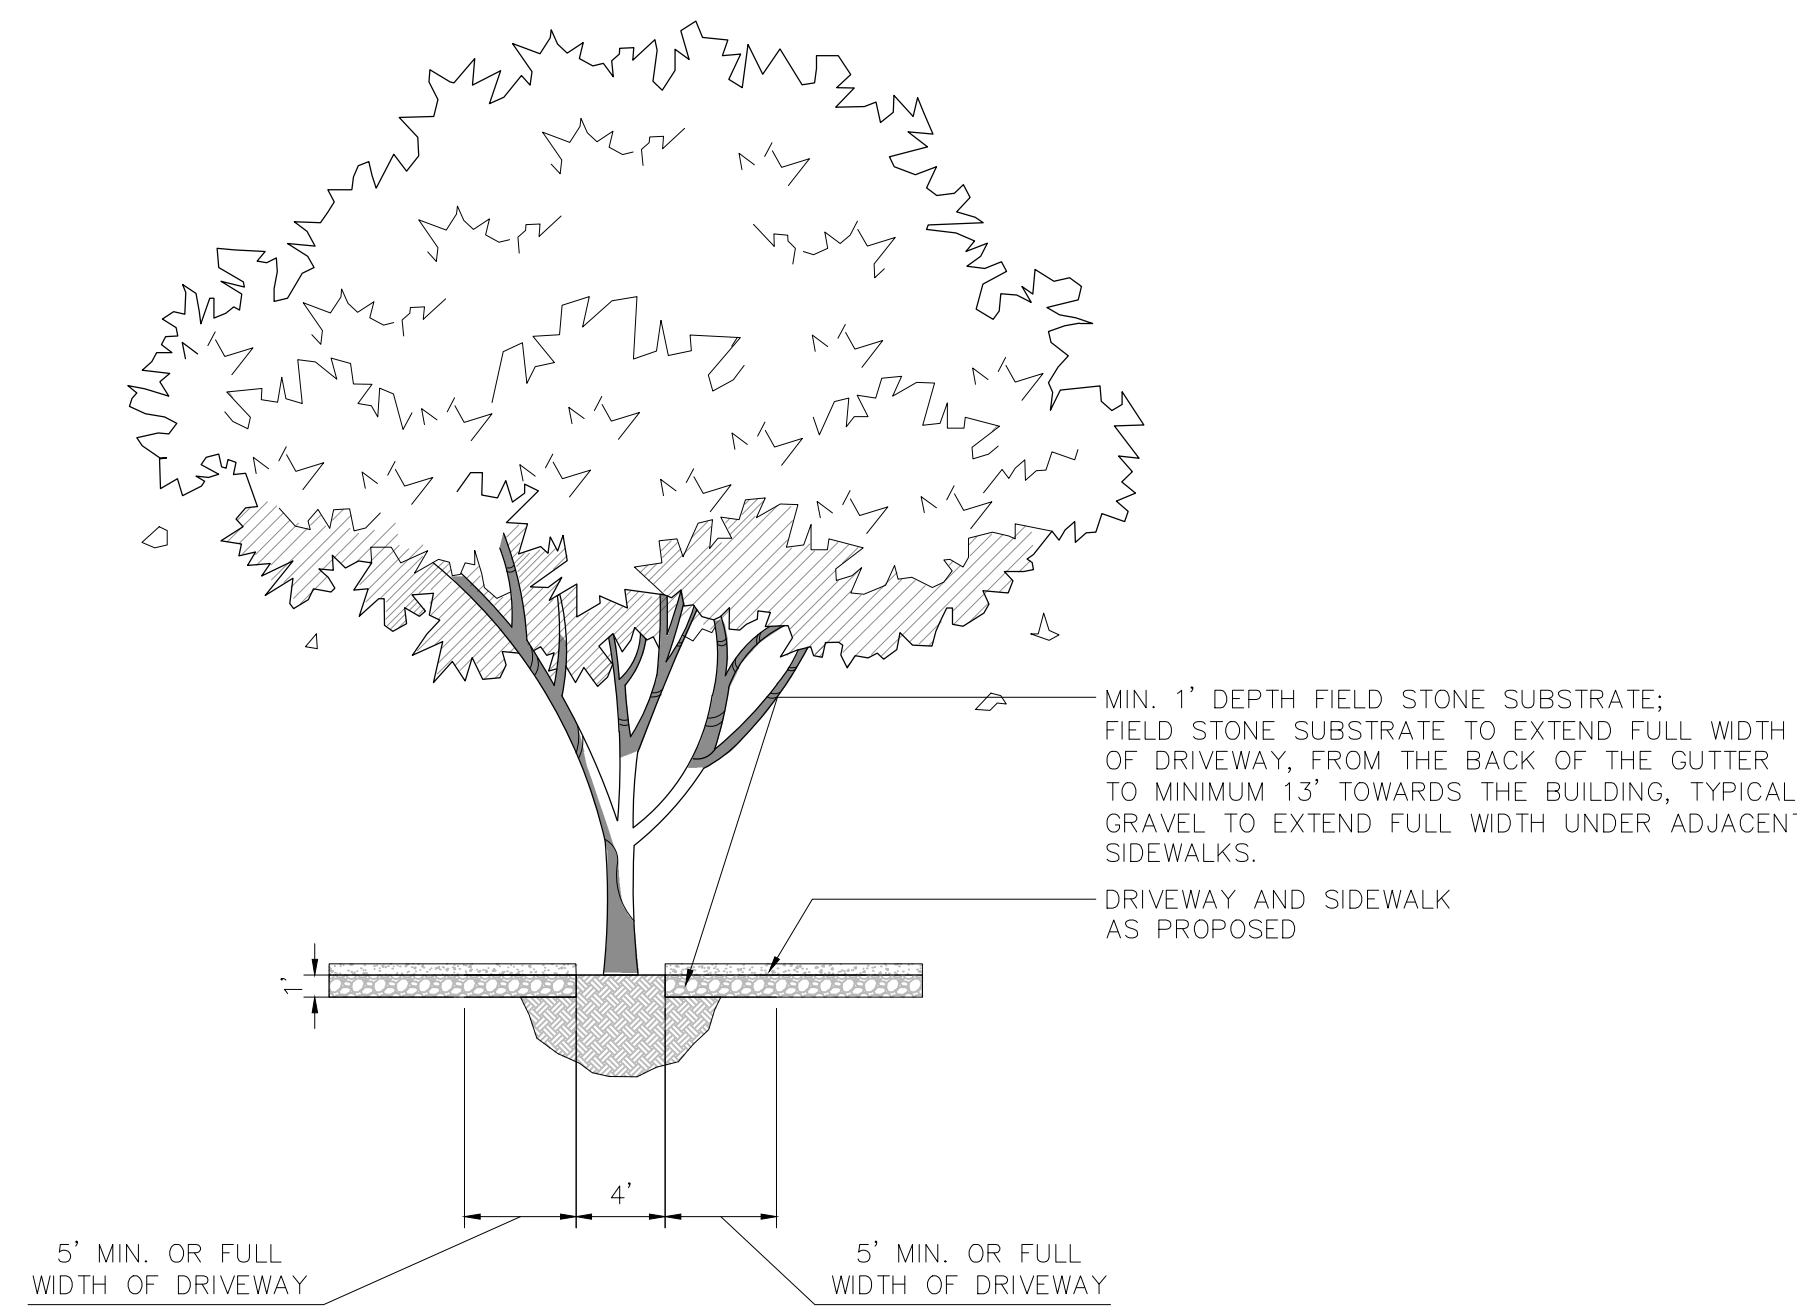 MIN. 1' DEPTH FIELD STONE SUBSTRATE;
FIELD STONE SUBSTRATE TO EXTEND FULL WIDTH
OF DRIVEWAY, FROM THE BACK OF THE GUTTER
TO MINIMUM 13' TOWARDS THE BUILDING, TYPICAL
GRAVEL TO EXTEND FULL WIDTH UNDER ADJACENT
SIDEWALKS.
DRIVEWAY AND SIDEWALK
AS PROPOSED
1'
4'
5' MIN. OR FULL
WIDTH OF DRIVEWAY
5' MIN. OR FULL
WIDTH OF DRIVEWAY